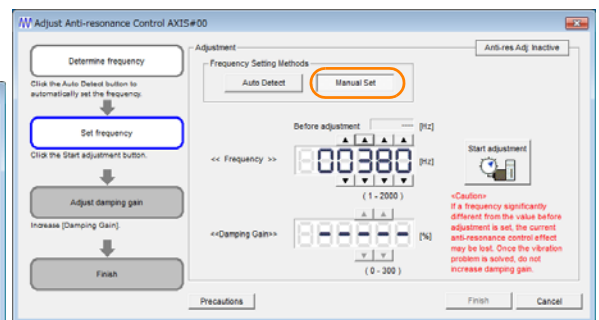 Adjust Anti-resonance Control AXIS#00
Determine frequency
Click the Auto Detect button to
automatically set the frequency.
Set frequency
Click the Start adjustment button.
Adjust damping gain
Increase [Damping Gain].
Finish
Adjustment
Anti-res Adj: Inactive
Frequency Setting Methods
Auto Detect
Manual Set
Before adjustment --- [Hz]
<< Frequency >> 00380 [Hz]
( 1 - 2000 )
<<Damping Gain>> ----- [%]
( 0 - 300 )
Start adjustment
<Caution>
If a frequency significantly
different from the value before
adjustment is set, the current
anti-resonance control effect
may be lost. Once the vibration
problem is solved, do not
increase damping gain.
Precautions
Finish
Cancel